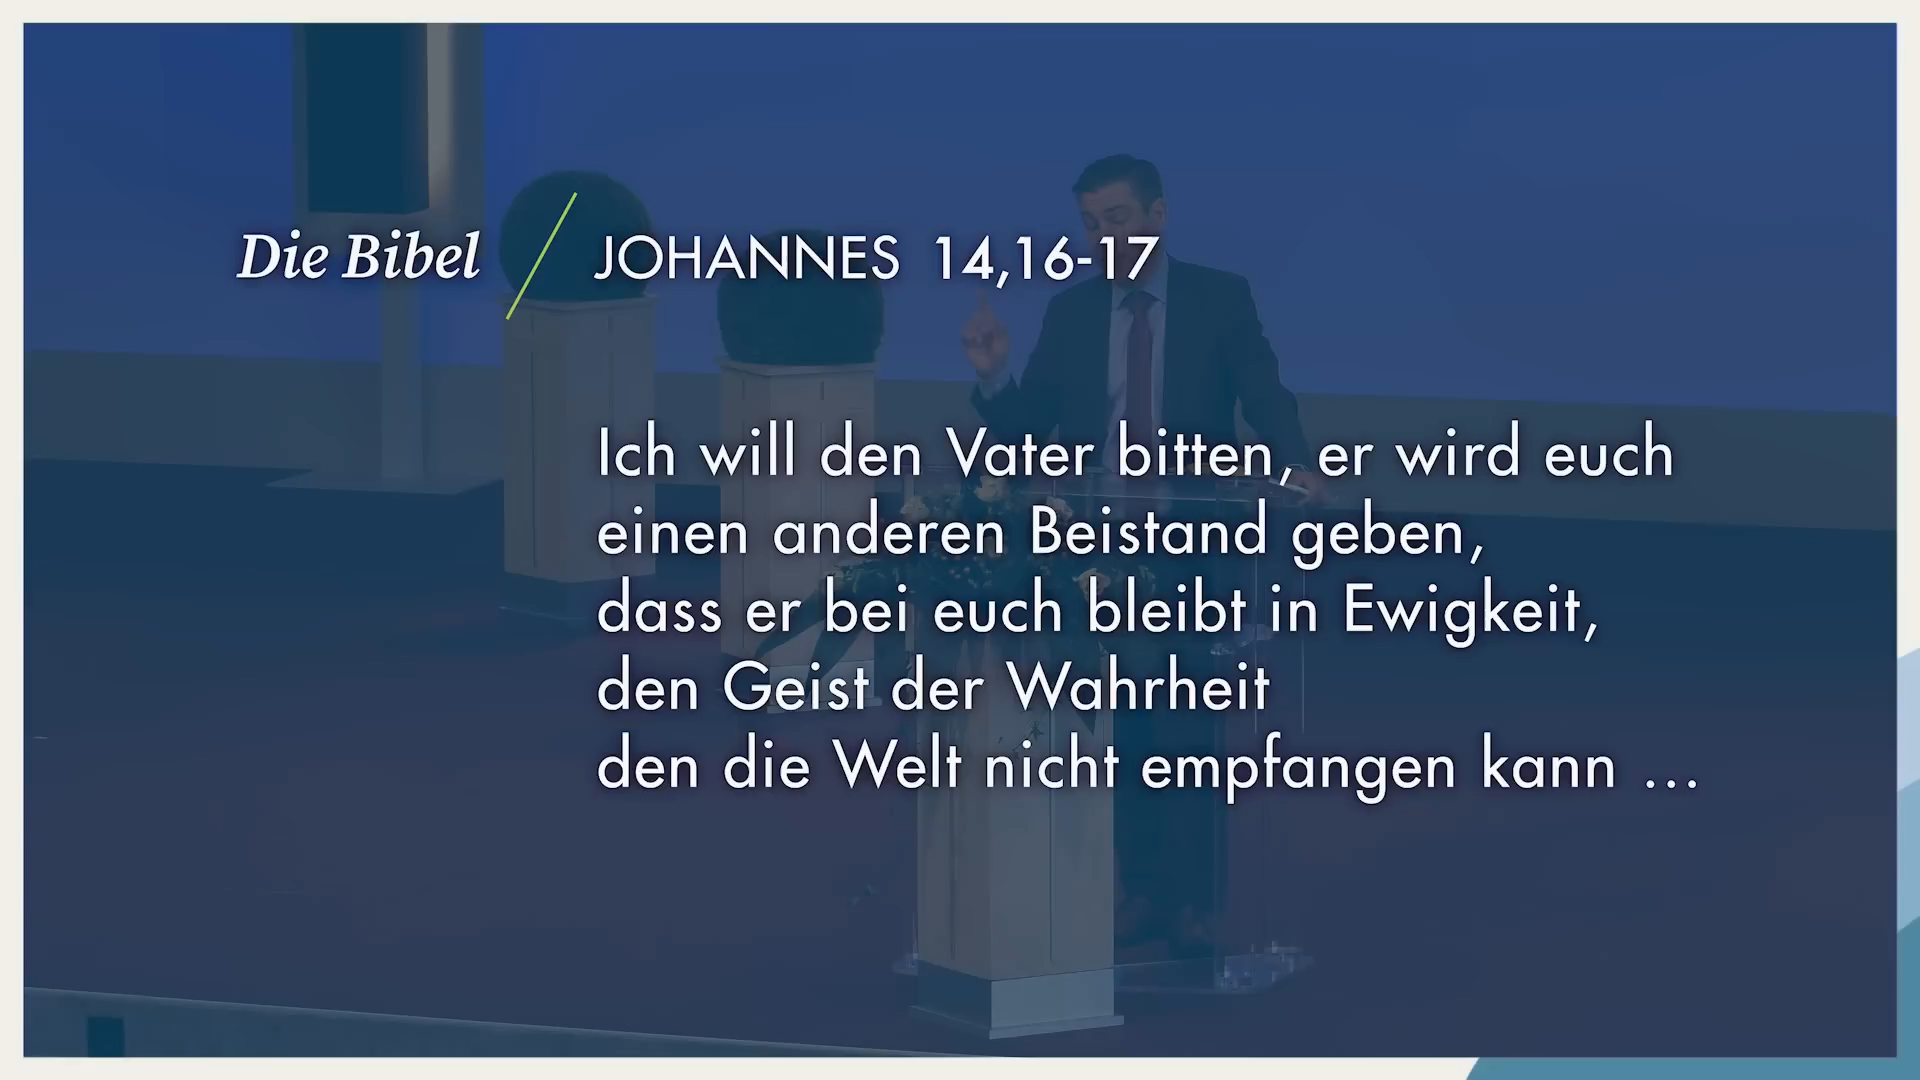 Die Bibel / JOHANNES 14,16-17
Ich will den Vater bitten, er wird euch
einen anderen Beistand geben,
dass er bei euch bleibt in Ewigkeit,
den Geist der Wahrheit
den die Welt nicht empfangen kann ...